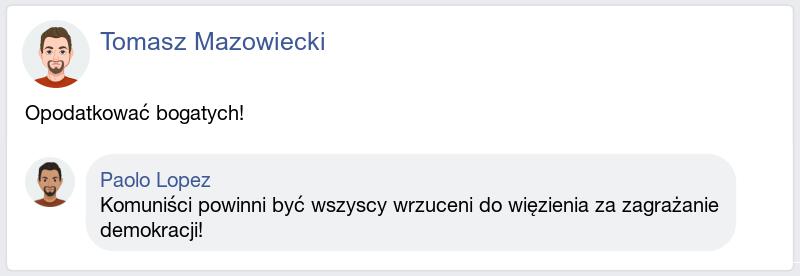 Tomasz Mazowiecki
Opodatkować bogatych!
Paolo Lopez
Komuniści powinni być wszyscy wrzuceni do więzienia za zagrażanie
demokracji!